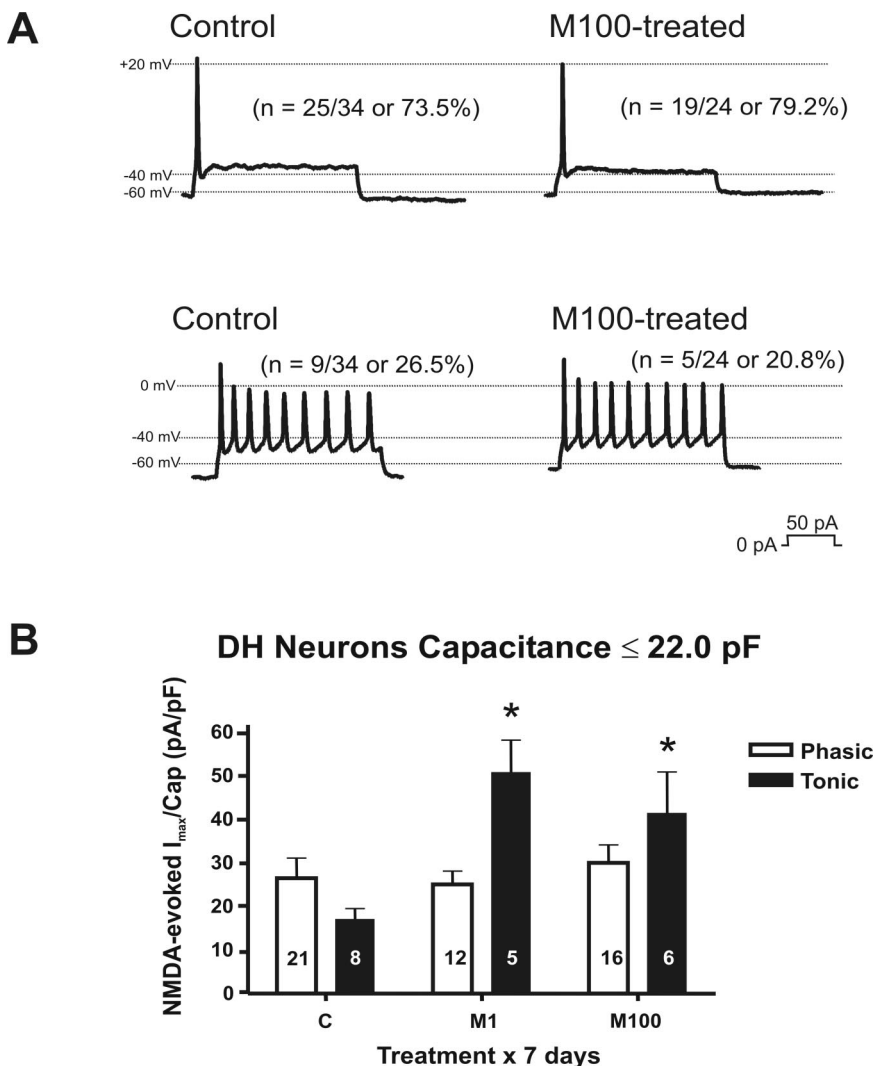 A
Control
M100-treated
+20 mV
(n = 25/34 or 73.5%)
(n = 19/24 or 79.2%)
-40 mV
-60 mV
Control
M100-treated
(n = 9/34 or 26.5%)
(n = 5/24 or 20.8%)
0 mV
-40 mV
-60 mV
50 pA
0 pA
B
DH Neurons Capacitance ≤ 22.0 pF
NMDA-evoked Imax/Cap (pA/pF)
60
50
40
30
20
10
0
*
*
Phasic
Tonic
21
8
12
5
16
6
C
M1
M100
Treatment x 7 days